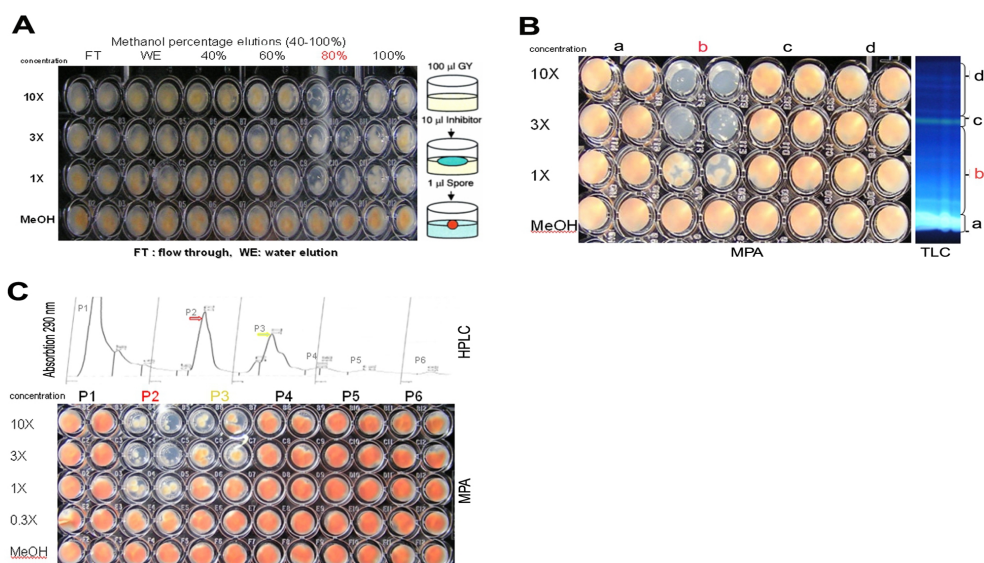 A
Methanol percentage elutions (40-100%)
concentration
FT WE 40% 60% 80% 100%
10X
3X
1X
MeOH
FT : flow through, WE: water elution
100 µl GY
10 µl Inhibitor
1 µl Spore
B
concentration
a b c d
10X
3X
1X
MeOH
MPA
d
c
b
a
TLC
C
Absorbtion 290 nm
P1
P2
P3
P4
P5
P6
HPLC
concentration
P1 P2 P3 P4 P5 P6
10X
3X
1X
0.3X
MeOH
MPA